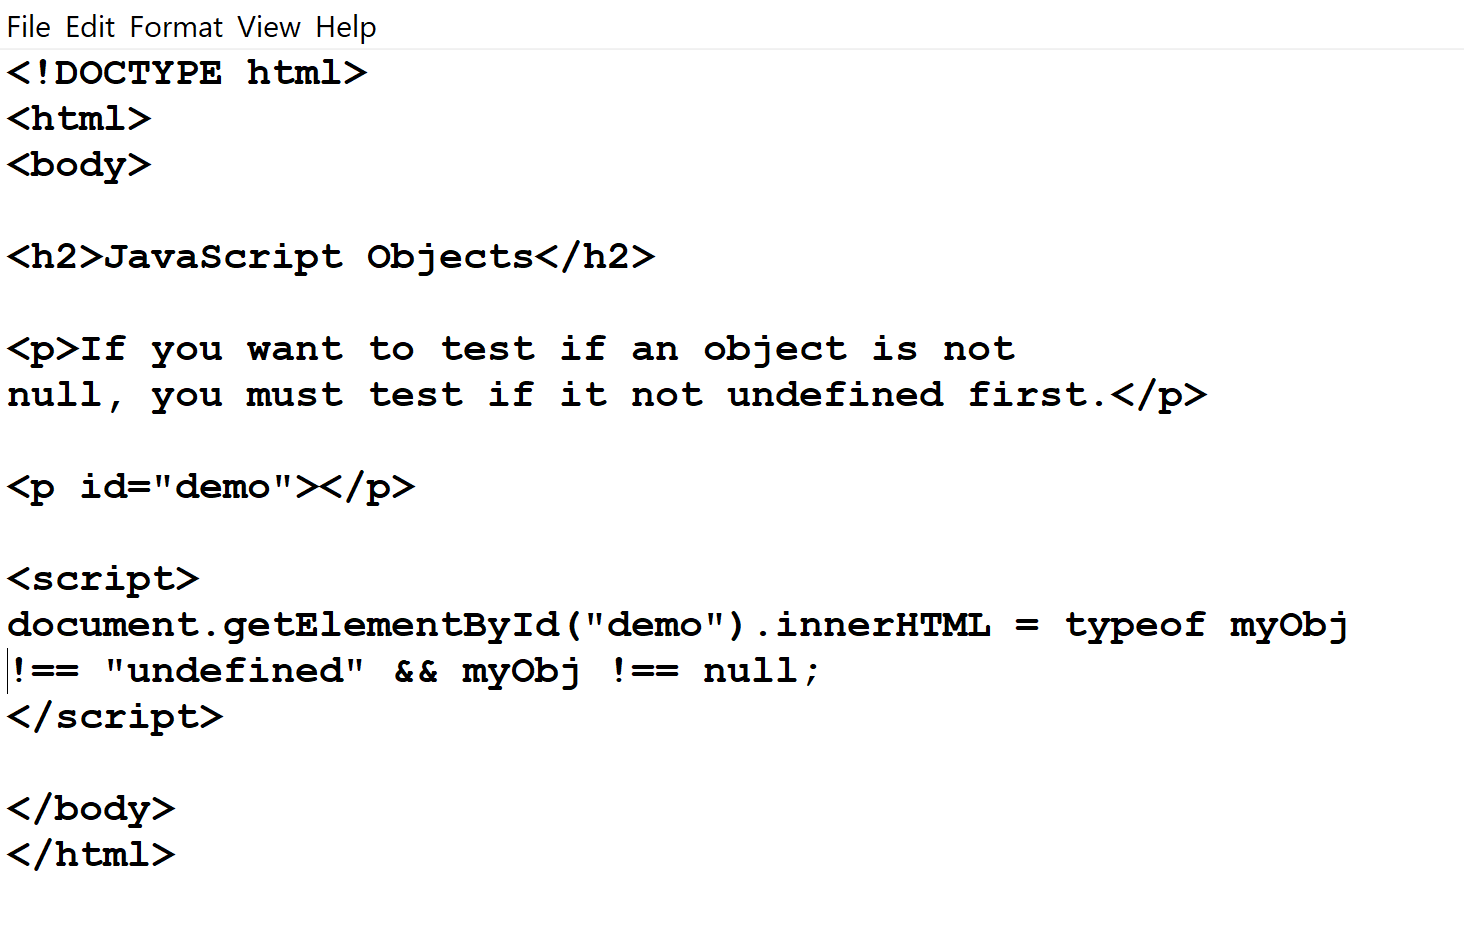 File Edit Format View Help
<!DOCTYPE html>
<html>
<body>
<h2>JavaScript Objects</h2>
<p>If you want to test if an object is not
null, you must test if it not undefined first.</p>
<p id="demo"></p>
<script>
document.getElementById("demo").innerHTML = typeof myObj
!== "undefined" && myObj !== null;
</script>
</body>
</html>